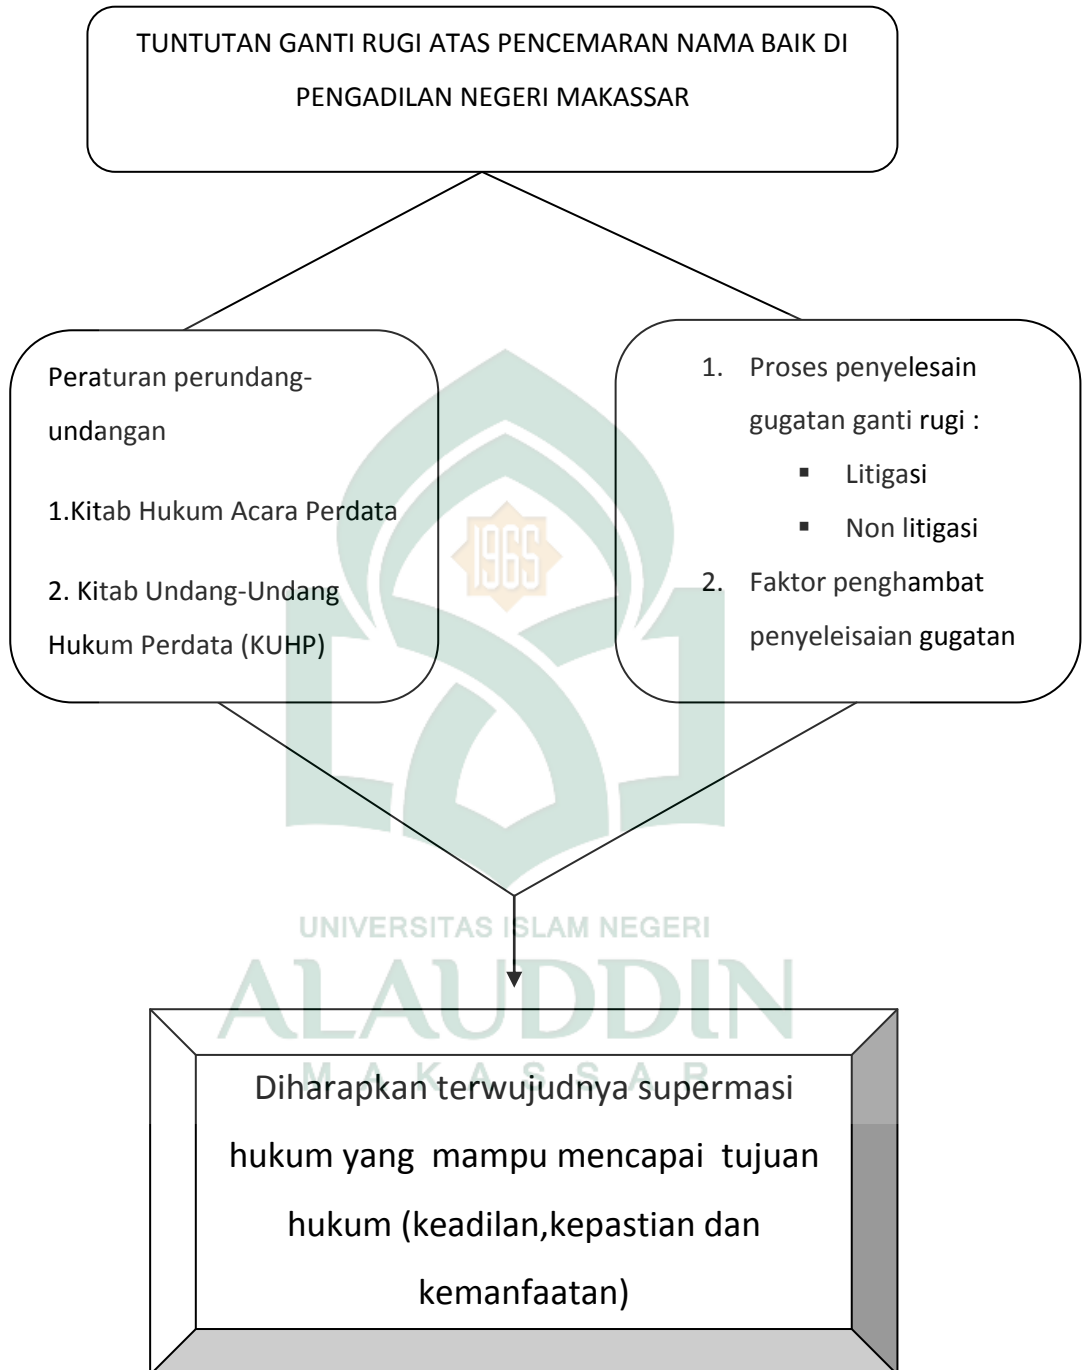 TUNTUTAN GANTI RUGI ATAS PENCEMARAN NAMA BAIK DI
PENGADILAN NEGERI MAKASSAR
Peraturan perundang-
undangan
1.Kitab Hukum Acara Perdata
2. Kitab Undang-Undang
Hukum Perdata (KUHP)
1. Proses penyelesain
gugatan ganti rugi :
▪ Litigasi
▪ Non litigasi
2. Faktor penghambat
penyeleisaian gugatan
1965
UNIVERSITAS ISLAM NEGERI
ALAUDDIN
MAKASSAR
Diharapkan terwujudnya supermasi
hukum yang mampu mencapai tujuan
hukum (keadilan,kepastian dan
kemanfaatan)